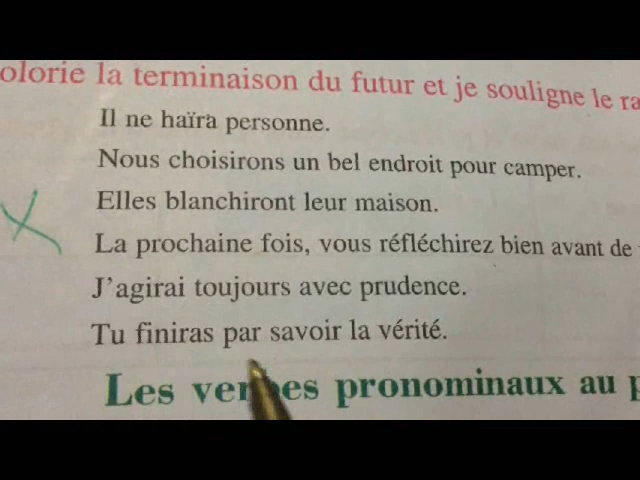 olorie la terminaison du futur et je souligne le ra
Il ne haïra personne.
Nous choisirons un bel endroit pour camper.
Elles blanchiront leur maison.
La prochaine fois, vous réfléchirez bien avant de
J'agirai toujours avec prudence.
Tu finiras par savoir la vérité.
Les verbes pronominaux au p